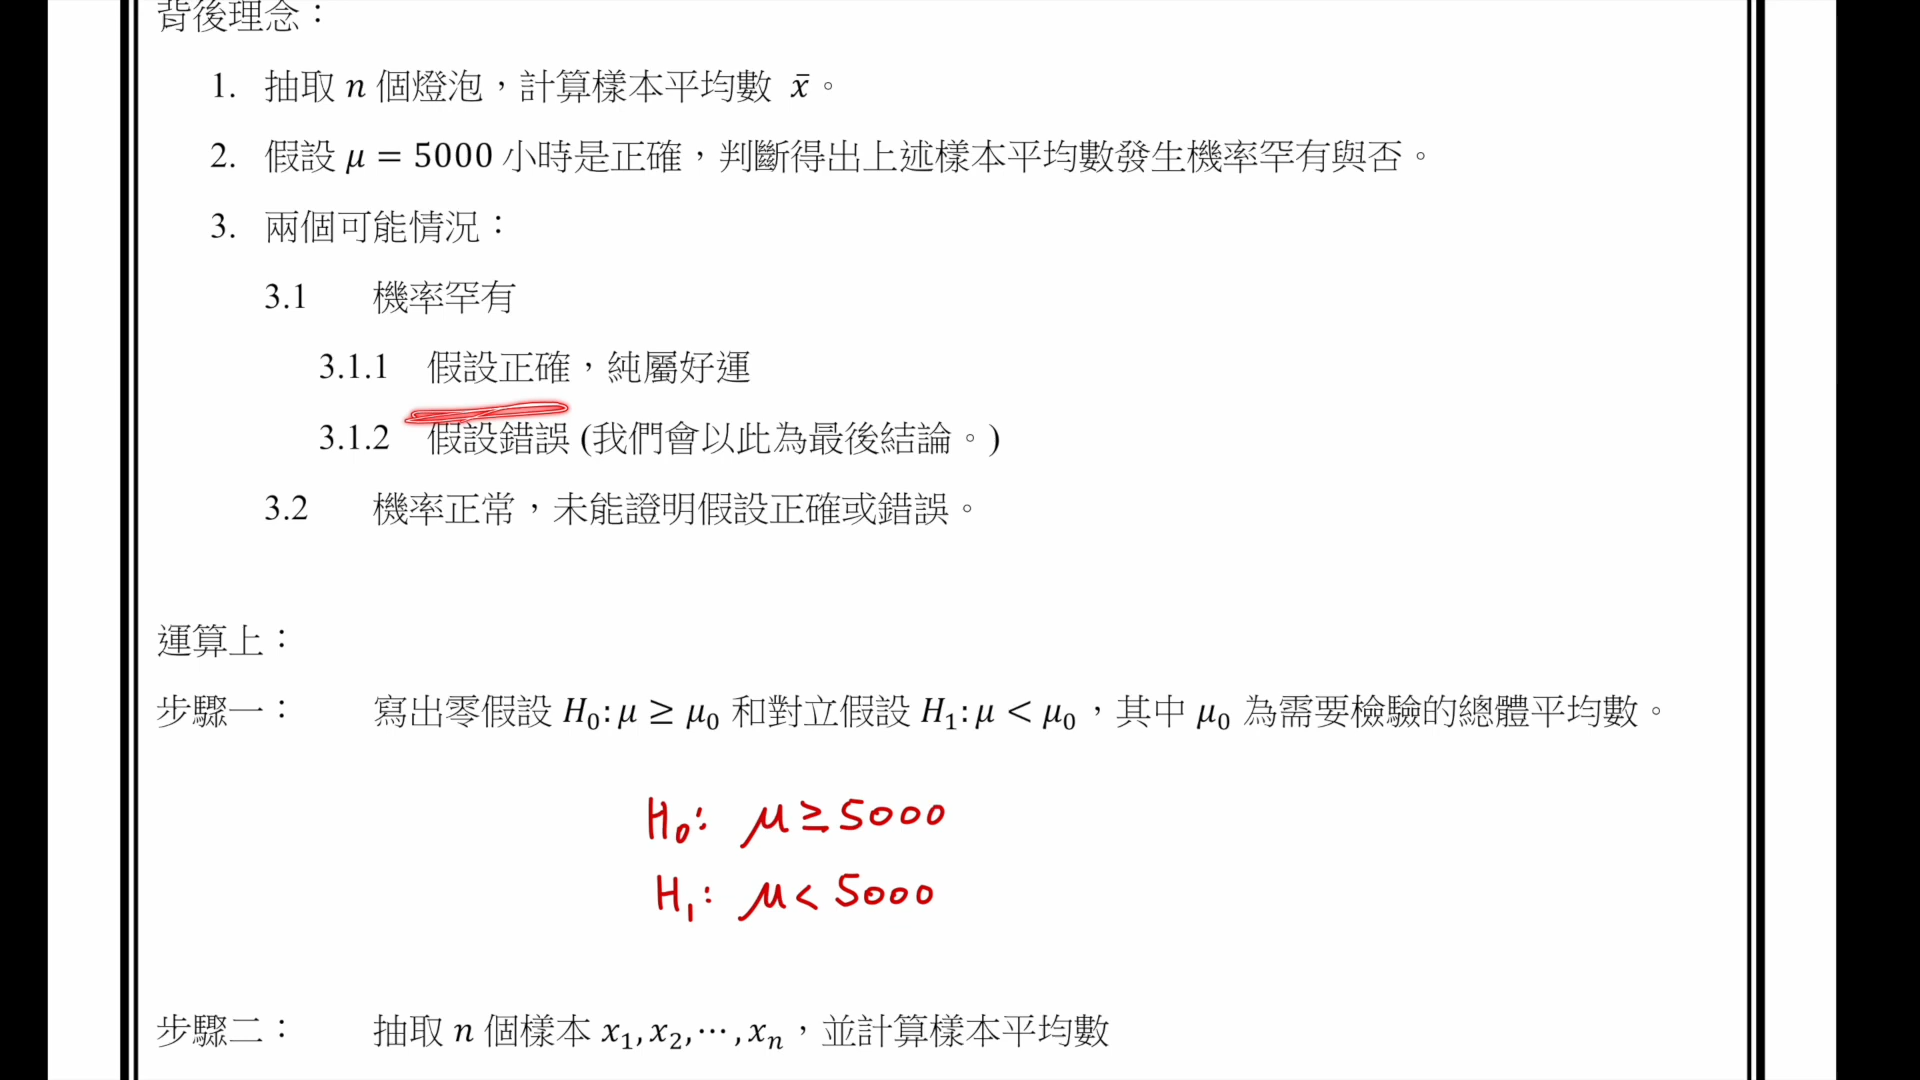 背後理念：
1. 抽取 n 個燈泡，計算樣本平均數 x̄。
2. 假設 μ = 5000 小時是正確，判斷得出上述樣本平均數發生機率罕有與否。
3. 兩個可能情況：
3.1 機率罕有
3.1.1 假設正確，純屬好運
3.1.2 假設錯誤 (我們會以此為最後結論。)
3.2 機率正常，未能證明假設正確或錯誤。
運算上：
步驟一： 寫出零假設 H₀: μ ≥ μ₀ 和對立假設 H₁: μ < μ₀，其中 μ₀ 為需要檢驗的總體平均數。
H₀: μ ≥ 5000
H₁: μ < 5000
步驟二： 抽取 n 個樣本 x₁, x₂, ⋯, xₙ，並計算樣本平均數